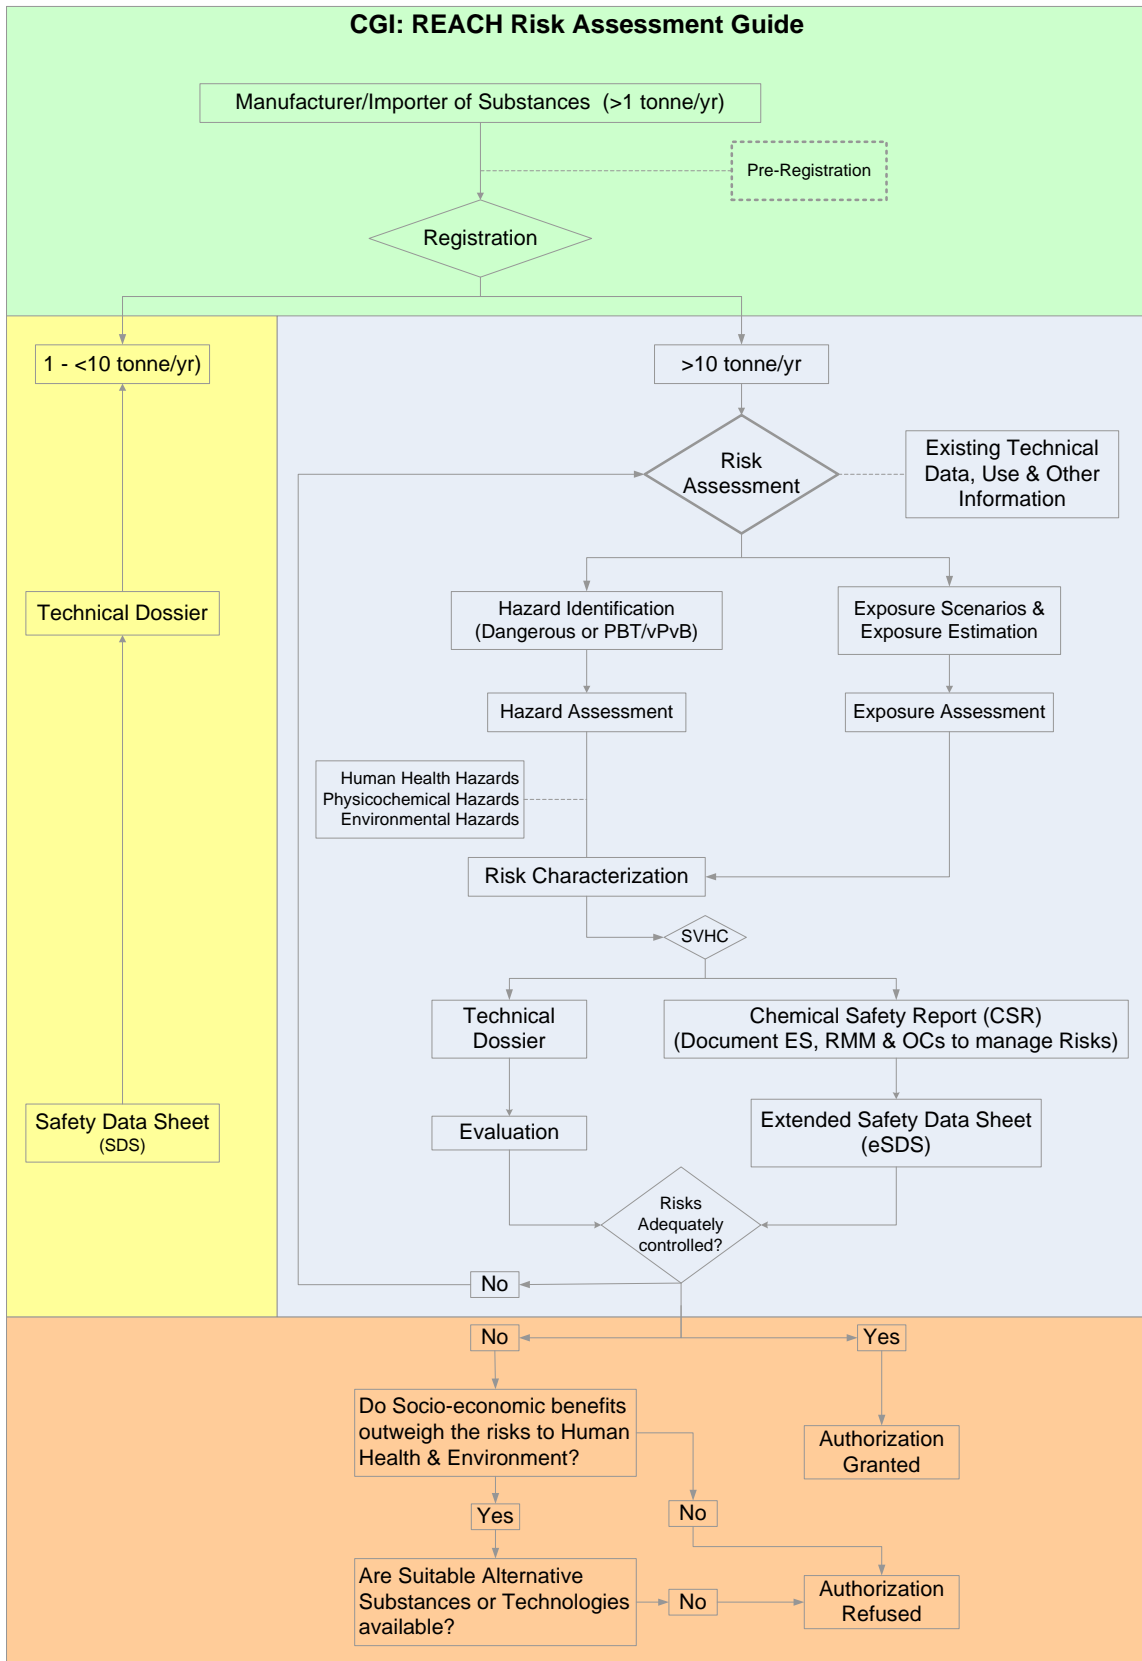 CGI: REACH Risk Assessment Guide
Manufacturer/Importer of Substances (>1 tonne/yr)
Pre-Registration
Registration
1 - <10 tonne/yr)
>10 tonne/yr
Risk
Assessment
Existing Technical
Data, Use & Other
Information
Technical Dossier
Hazard Identification
(Dangerous or PBT/vPvB)
Exposure Scenarios &
Exposure Estimation
Hazard Assessment
Exposure Assessment
Human Health Hazards
Physicochemical Hazards
Environmental Hazards
Risk Characterization
SVHC
Technical
Dossier
Chemical Safety Report (CSR)
(Document ES, RMM & OCs to manage Risks)
Safety Data Sheet
(SDS)
Evaluation
Extended Safety Data Sheet
(eSDS)
Risks
Adequately
controlled?
No
No
Yes
Do Socio-economic benefits
outweigh the risks to Human
Health & Environment?
Authorization
Granted
Yes
No
Are Suitable Alternative
Substances or Technologies
available?
No
Authorization
Refused